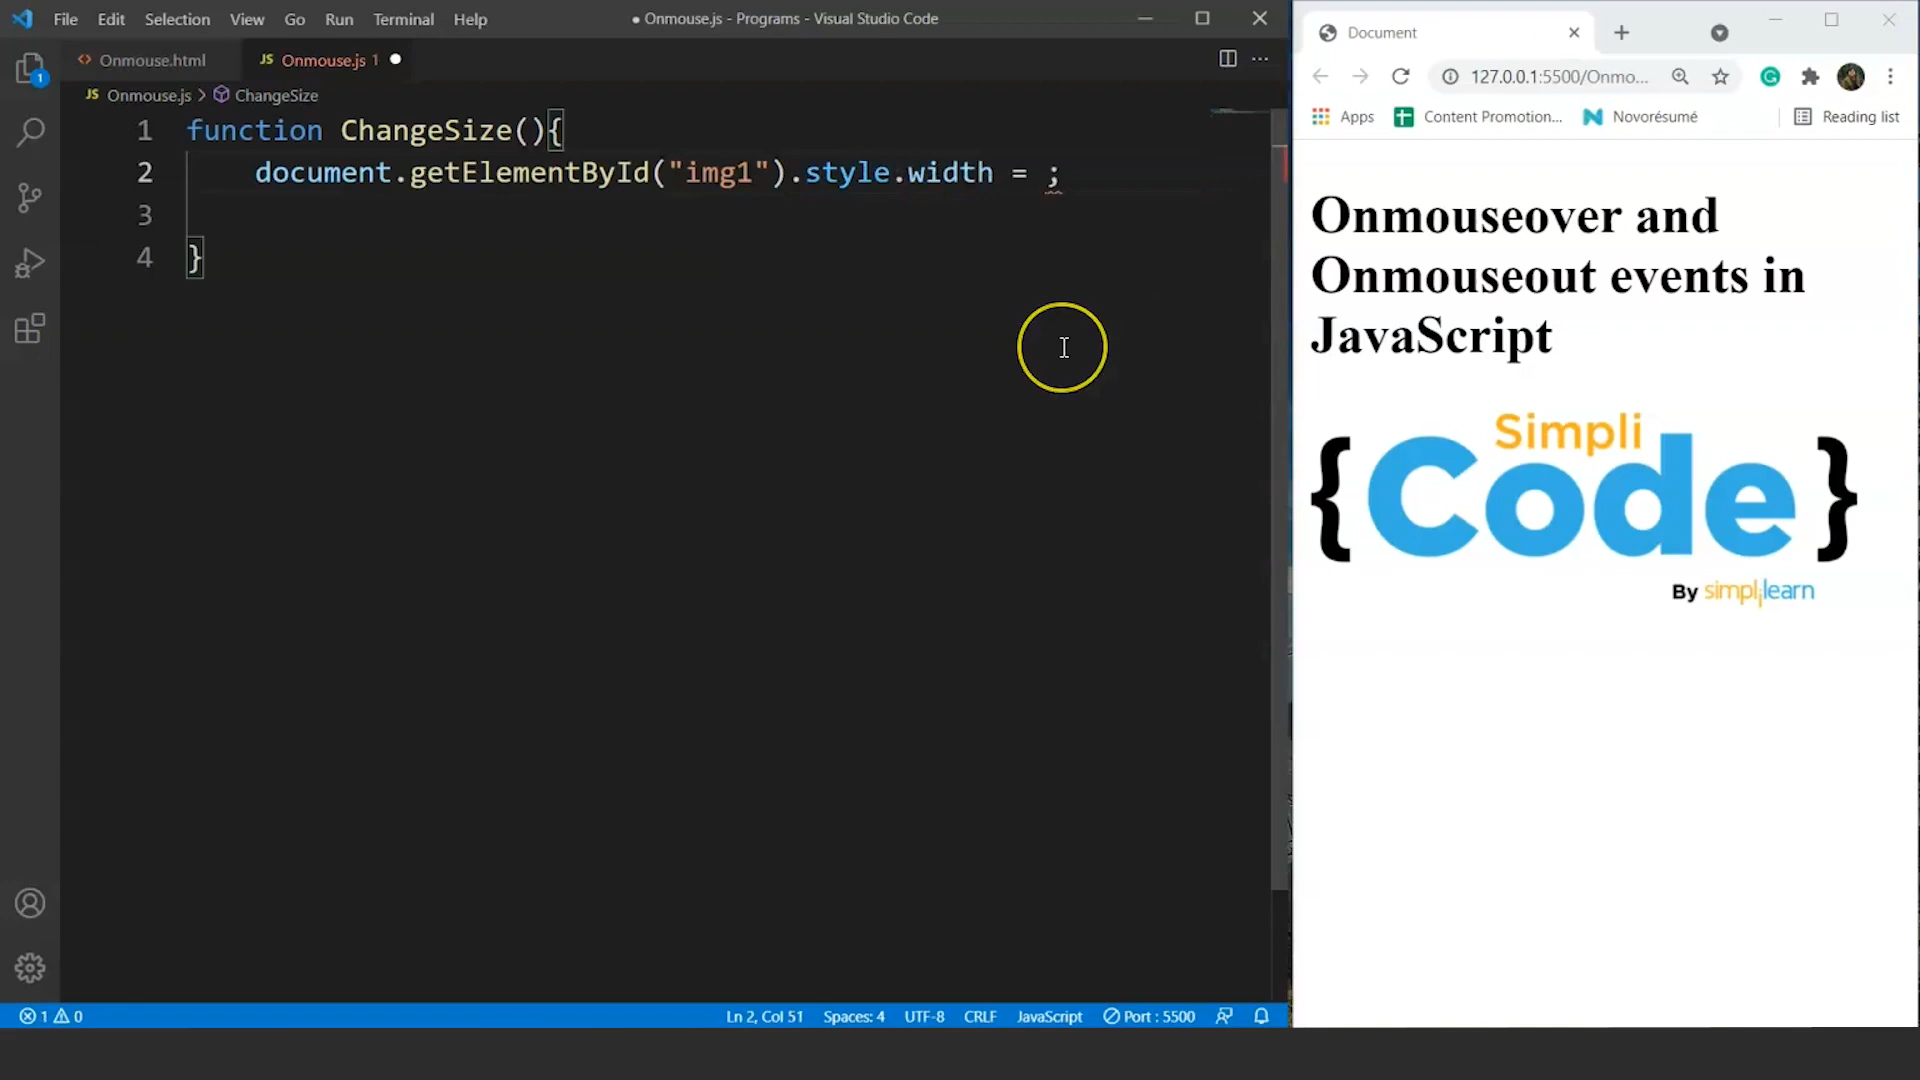 File Edit Selection View Go Run Terminal Help
● Onmouse.js - Programs - Visual Studio Code
<> Onmouse.html
JS Onmouse.js 1 ●
JS Onmouse.js > ChangeSize
1 function ChangeSize(){
2 document.getElementById("img1").style.width = ;
3
4 }
1
1 0
Ln 2, Col 51 Spaces: 4 UTF-8 CRLF JavaScript Port : 5500
Document
127.0.0.1:5500/Onmo...
Apps Content Promotion... Novorésumé Reading list
Onmouseover and
Onmouseout events in
JavaScript
Simpli
{Code}
By simplilearn